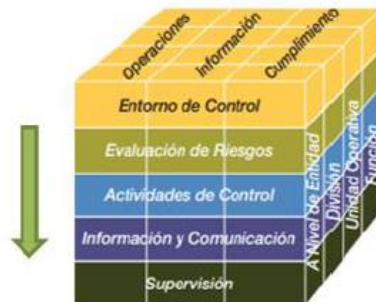 Operaciones
Información
Cumplimiento
Entorno de Control
Evaluación de Riesgos
Actividades de Control
Información y Comunicación
Supervisión
A Nivel de Entidad
División
Unidad Operativa
Función